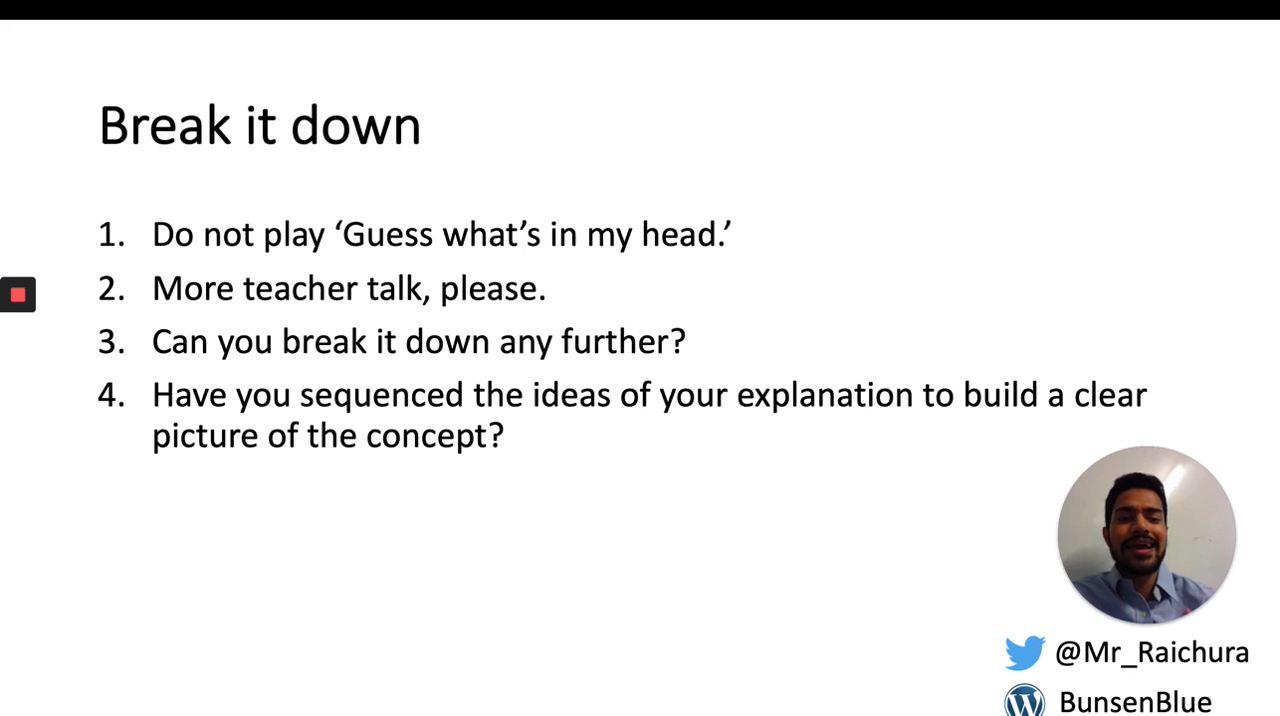 Break it down
1. Do not play ‘Guess what’s in my head.’
2. More teacher talk, please.
3. Can you break it down any further?
4. Have you sequenced the ideas of your explanation to build a clear
picture of the concept?
@Mr_Raichura
BunsenBlue